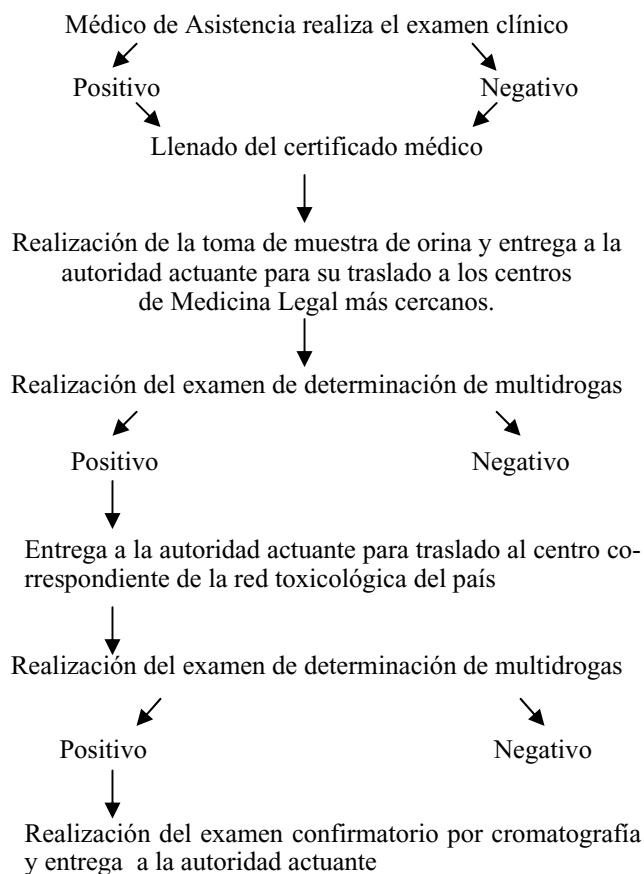 Médico de Asistencia realiza el examen clínico
Positivo Negativo
Llenado del certificado médico
Realización de la toma de muestra de orina y entrega a la
autoridad actuante para su traslado a los centros
de Medicina Legal más cercanos.
Realización del examen de determinación de multidrogas
Positivo Negativo
Entrega a la autoridad actuante para traslado al centro co-
rrespondiente de la red toxicológica del país
Realización del examen de determinación de multidrogas
Positivo Negativo
Realización del examen confirmatorio por cromatografía
y entrega a la autoridad actuante